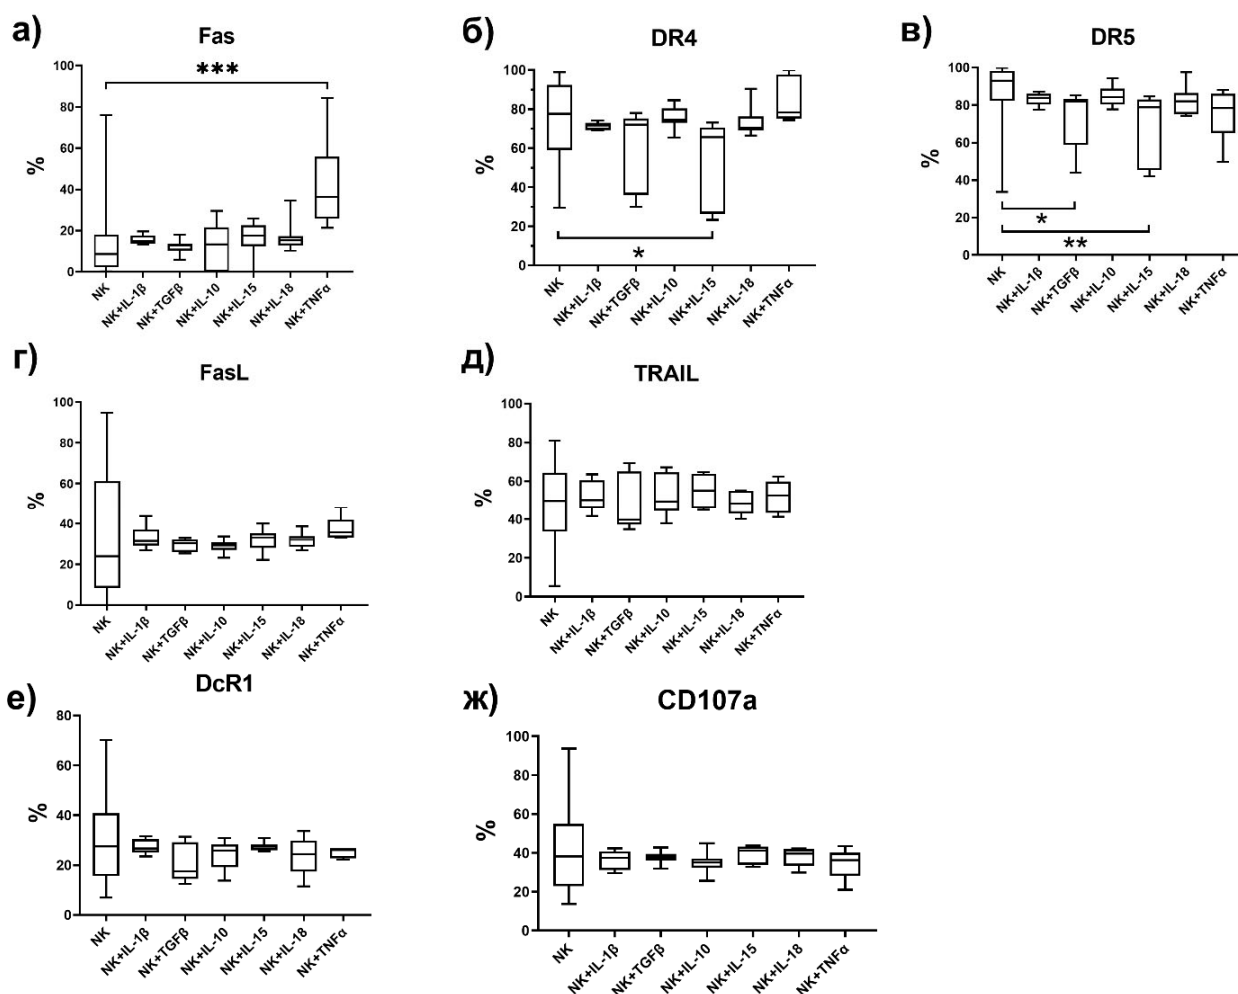 а) Fas
***
%
100
80
60
40
20
0
NK
NK+IL-1β
NK+TGFβ
NK+IL-10
NK+IL-15
NK+IL-18
NK+TNFα
б) DR4
%
100
80
60
40
20
0
*
NK
NK+IL-1β
NK+TGFβ
NK+IL-10
NK+IL-15
NK+IL-18
NK+TNFα
в) DR5
%
100
80
60
40
20
0
*
**
NK
NK+IL-1β
NK+TGFβ
NK+IL-10
NK+IL-15
NK+IL-18
NK+TNFα
г) FasL
%
100
80
60
40
20
0
NK
NK+IL-1β
NK+TGFβ
NK+IL-10
NK+IL-15
NK+IL-18
NK+TNFα
д) TRAIL
%
100
80
60
40
20
0
NK
NK+IL-1β
NK+TGFβ
NK+IL-10
NK+IL-15
NK+IL-18
NK+TNFα
е) DcR1
%
80
60
40
20
0
NK
NK+IL-1β
NK+TGFβ
NK+IL-10
NK+IL-15
NK+IL-18
NK+TNFα
ж) CD107a
%
100
80
60
40
20
0
NK
NK+IL-1β
NK+TGFβ
NK+IL-10
NK+IL-15
NK+IL-18
NK+TNFα